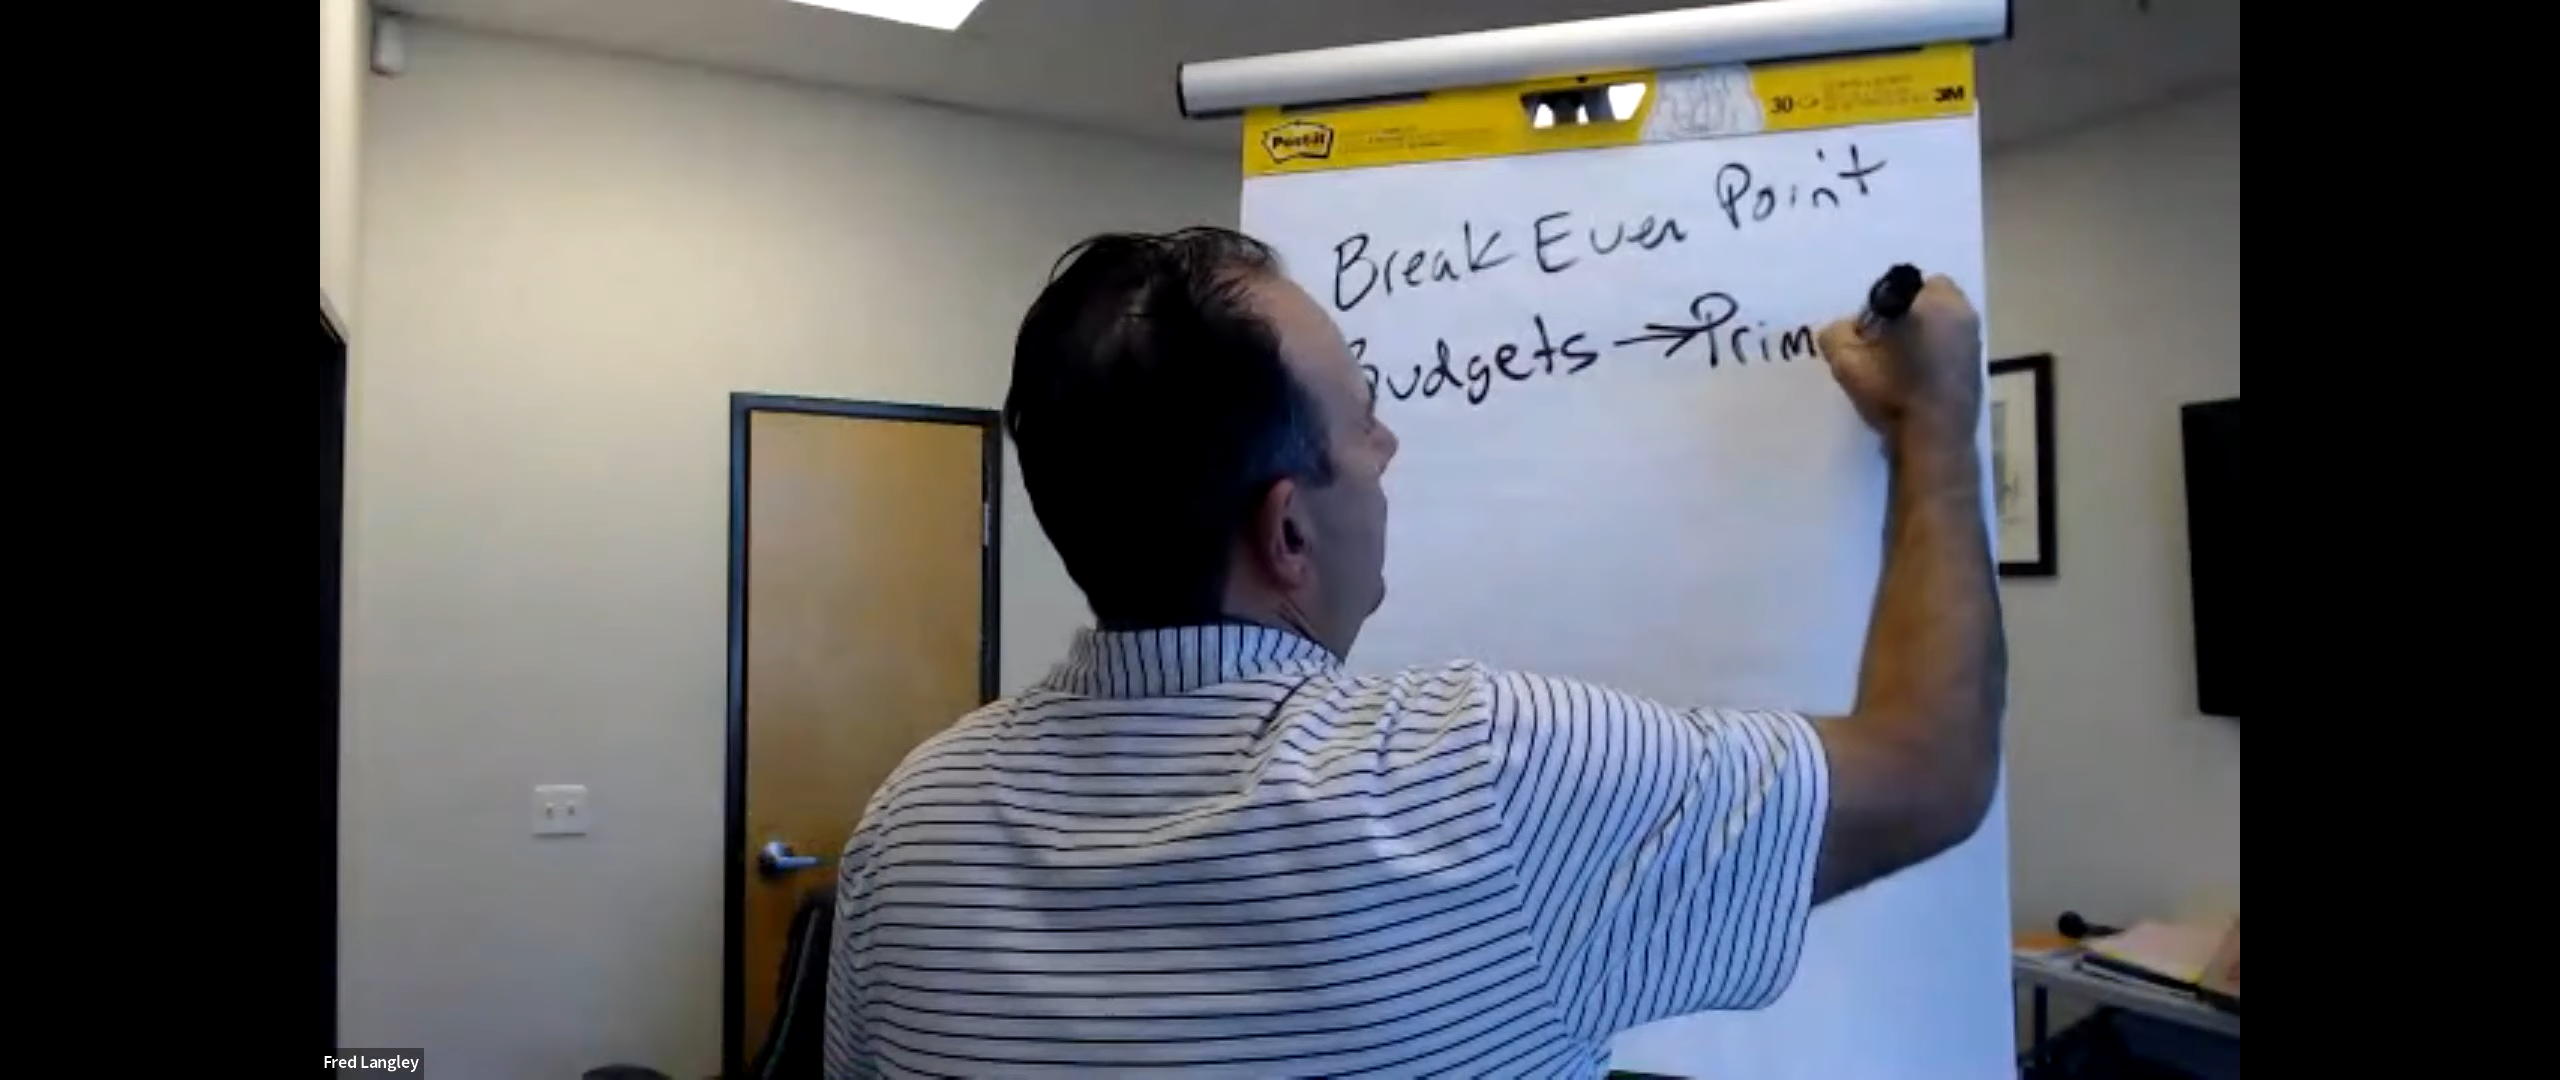 Post-it
30
3M
Break Even Point
Budgets → Prim
Fred Langley